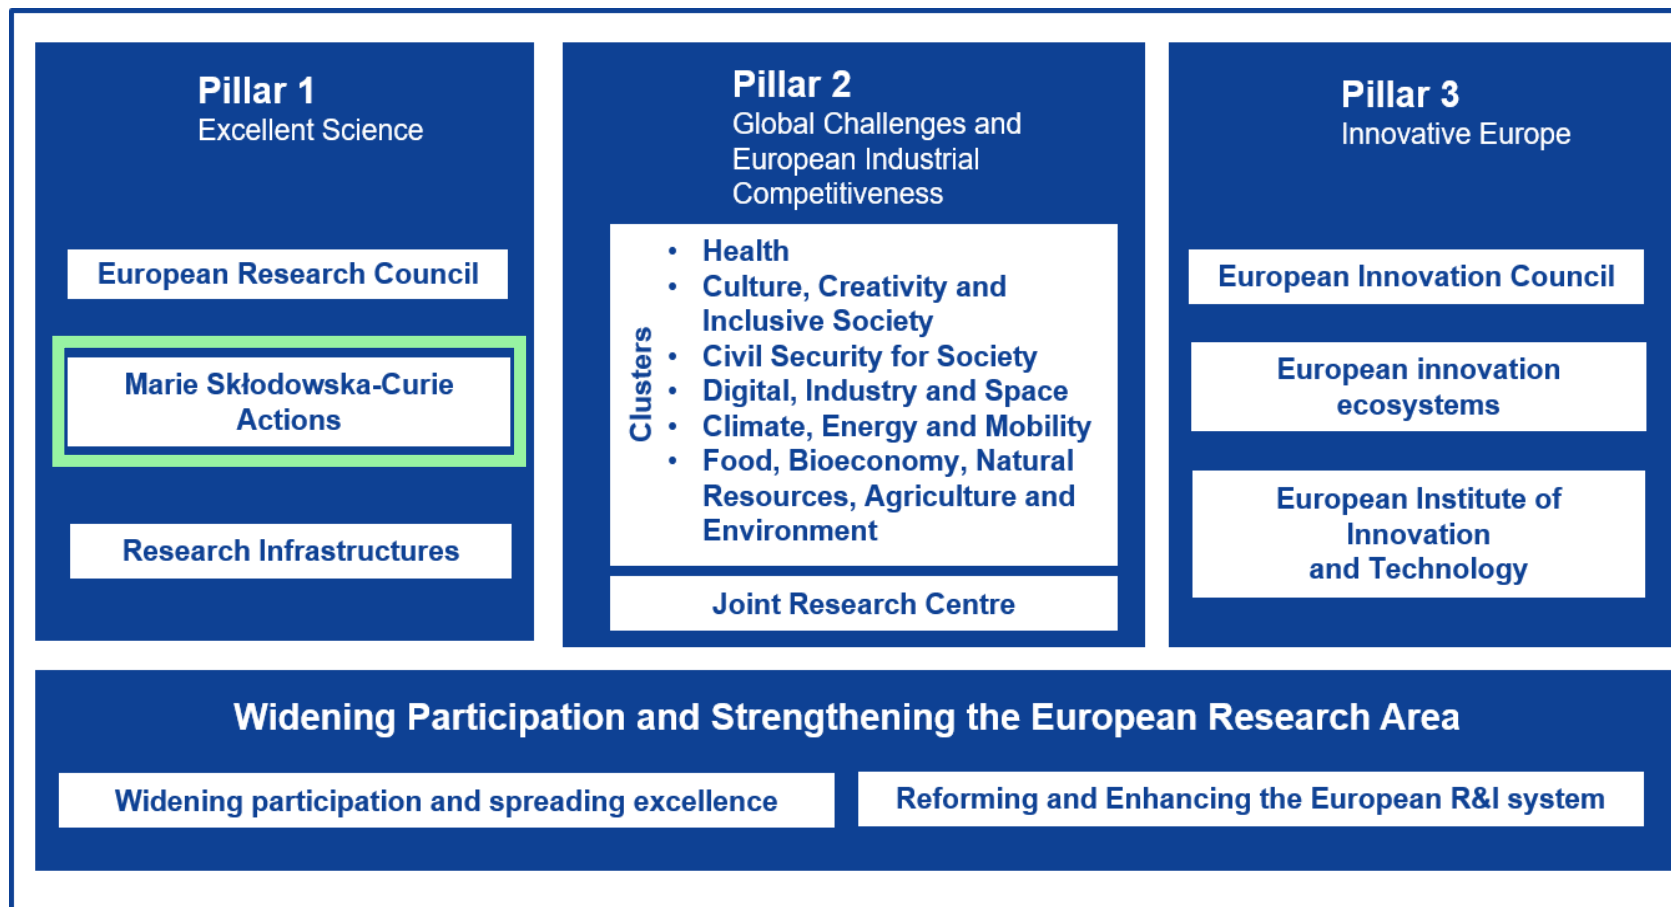 Pillar 1
Excellent Science
European Research Council
Marie Skłodowska-Curie
Actions
Research Infrastructures
Pillar 2
Global Challenges and
European Industrial
Competitiveness
Clusters
• Health
• Culture, Creativity and
Inclusive Society
• Civil Security for Society
• Digital, Industry and Space
• Climate, Energy and Mobility
• Food, Bioeconomy, Natural
Resources, Agriculture and
Environment
Joint Research Centre
Pillar 3
Innovative Europe
European Innovation Council
European innovation
ecosystems
European Institute of
Innovation
and Technology
Widening Participation and Strengthening the European Research Area
Widening participation and spreading excellence
Reforming and Enhancing the European R&I system